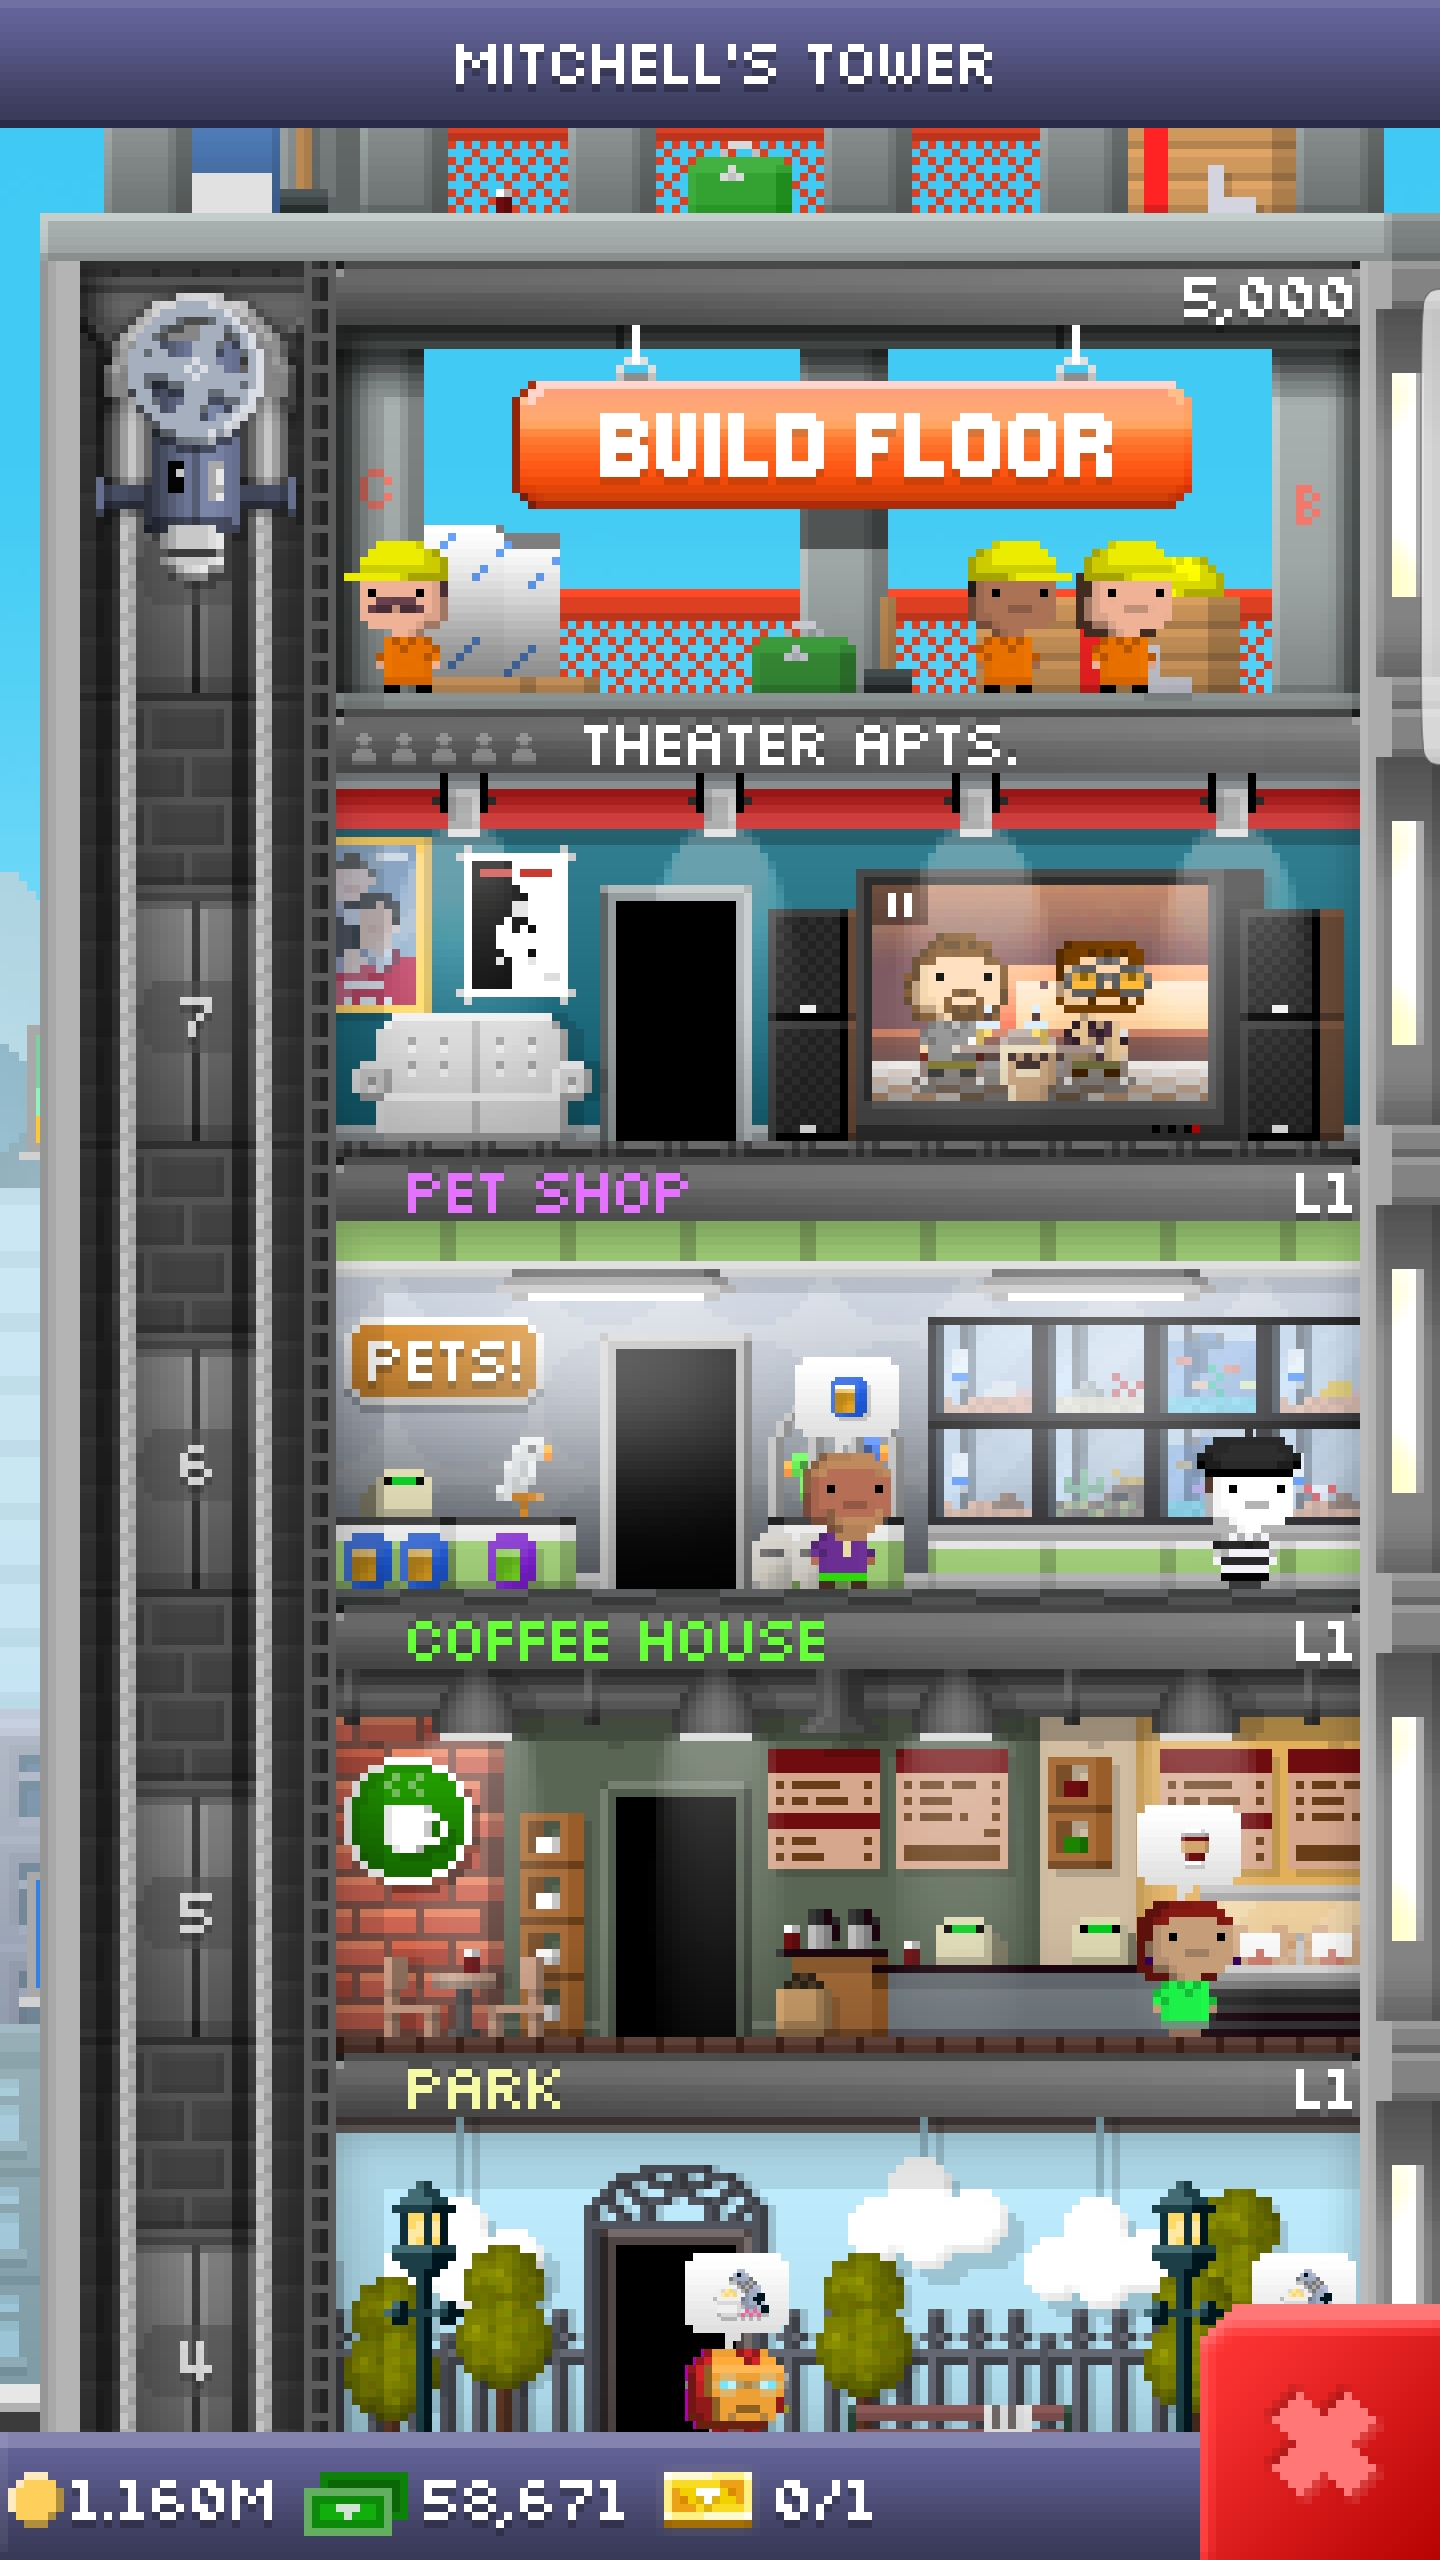 MITCHELL'S TOWER
5,000
BUILD FLOOR
C
B
THEATER APTS.
7
PET SHOP L1
PETS!
6
COFFEE HOUSE L1
5
PARK L1
4
1.160M 58,671 0/1